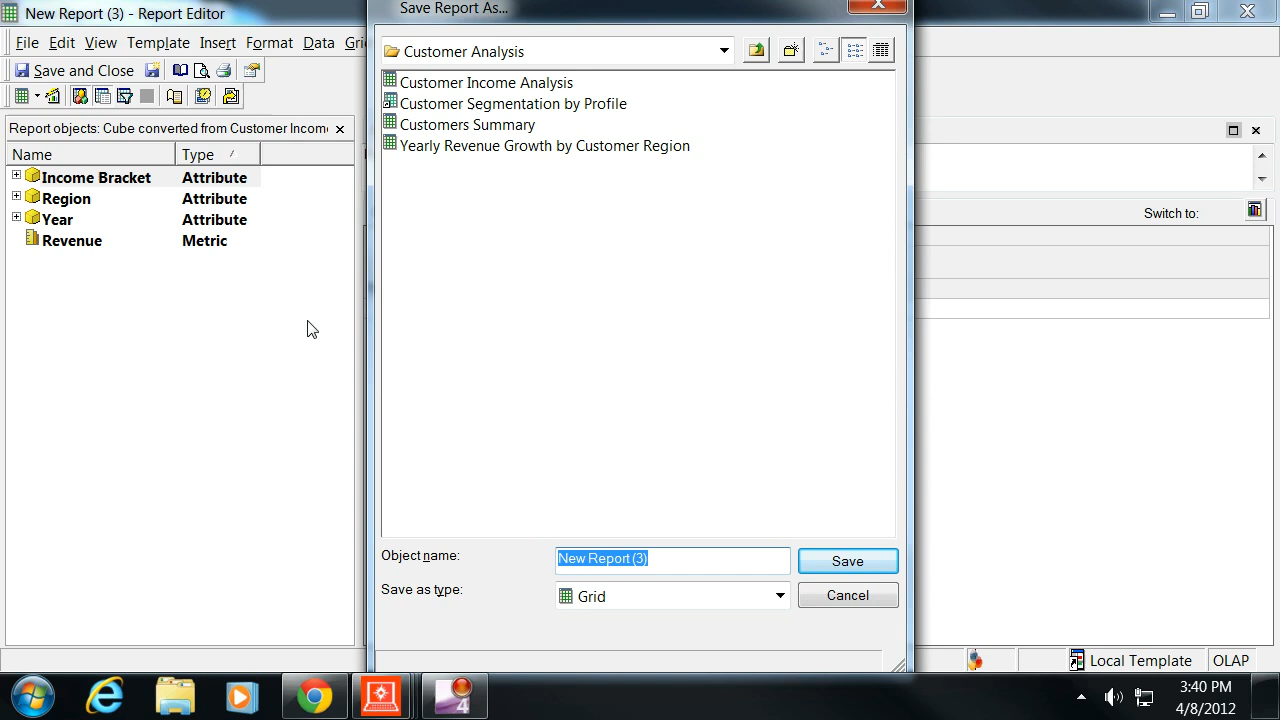 New Report (3) - Report Editor
Save Report As...
File Edit View Template Insert Format Data Gri
Customer Analysis
Save and Close
Customer Income Analysis
Customer Segmentation by Profile
Customers Summary
Yearly Revenue Growth by Customer Region
Report objects: Cube converted from Customer Incom
Name Type
Income Bracket Attribute
Region Attribute
Year Attribute
Revenue Metric
Switch to:
Object name: New Report (3) Save
Save as type: Grid Cancel
Local Template OLAP
4
3:40 PM
4/8/2012